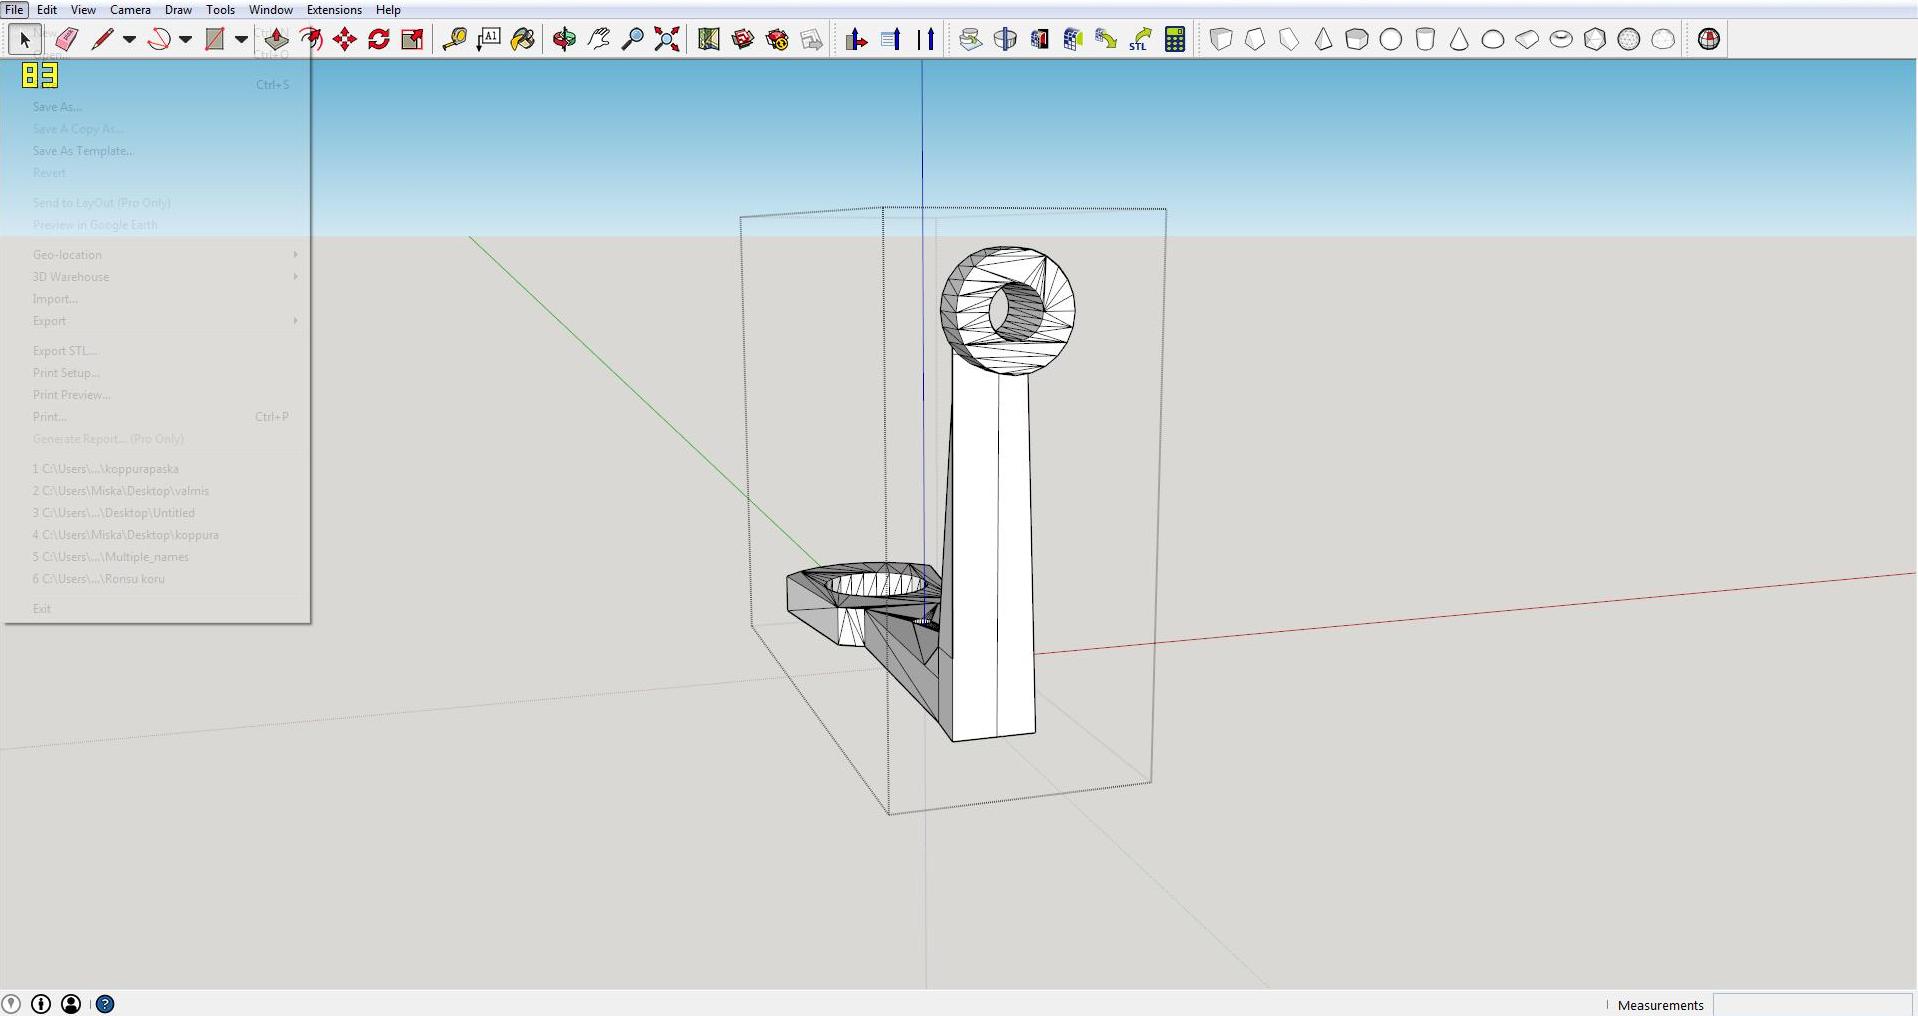 File Edit View Camera Draw Tools Window Extensions Help
A1
STL
83
Ctrl+O
Ctrl+S
Save As...
Save A Copy As...
Save As Template...
Revert
Send to LayOut (Pro Only)
Preview in Google Earth
Geo-location
3D Warehouse
Import...
Export
Export STL...
Print Setup...
Print Preview...
Print... Ctrl+P
Generate Report... (Pro Only)
1 C:\Users\...\koppurapaska
2 C:\Users\Miska\Desktop\valmis
3 C:\Users\...\Desktop\Untitled
4 C:\Users\Miska\Desktop\koppura
5 C:\Users\...\Multiple_names
6 C:\Users\...\Ronsu koru
Exit
Measurements